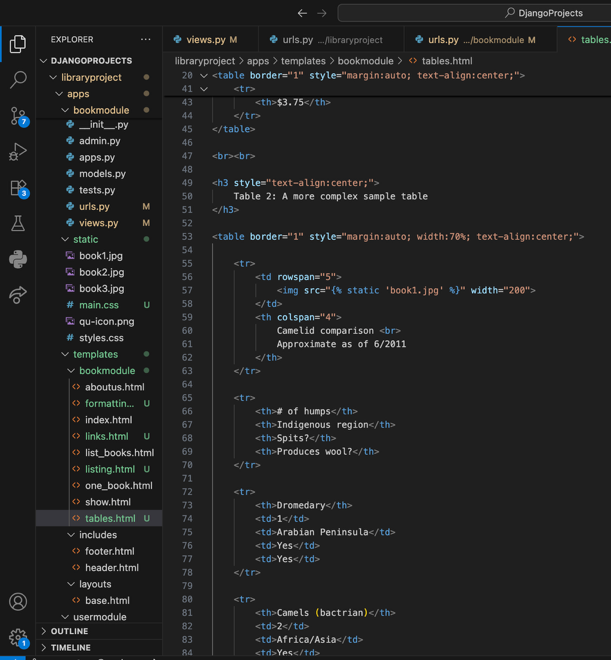 DjangoProjects
EXPLORER
views.py M
urls.py .../libraryproject
urls.py .../bookmodule M
tables.
DJANGOPROJECTS
libraryproject
apps
bookmodule
__init__.py
admin.py
apps.py
models.py
tests.py
urls.py M
views.py M
static
book1.jpg
book2.jpg
book3.jpg
main.css U
qu-icon.png
styles.css
templates
bookmodule
aboutus.html
formattin... U
index.html
links.html U
list_books.html
listing.html U
one_book.html
show.html
tables.html U
includes
footer.html
header.html
layouts
base.html
usermodule
OUTLINE
TIMELINE
7
3
1
libraryproject > apps > templates > bookmodule > tables.html
20 <table border="1" style="margin:auto; text-align:center;">
41 <tr>
43 <th>$3.75</th>
44 </tr>
45 </table>
46
47 <br><br>
48
49 <h3 style="text-align:center;">
50 Table 2: A more complex sample table
51 </h3>
52
53 <table border="1" style="margin:auto; width:70%; text-align:center;">
54
55 <tr>
56 <td rowspan="5">
57 <img src="{% static 'book1.jpg' %}" width="200">
58 </td>
59 <th colspan="4">
60 Camelid comparison <br>
61 Approximate as of 6/2011
62 </th>
63 </tr>
64
65 <tr>
66 <th># of humps</th>
67 <th>Indigenous region</th>
68 <th>Spits?</th>
69 <th>Produces wool?</th>
70 </tr>
71
72 <tr>
73 <th>Dromedary</th>
74 <td>1</td>
75 <td>Arabian Peninsula</td>
76 <td>Yes</td>
77 <td>Yes</td>
78 </tr>
79
80 <tr>
81 <th>Camels (bactrian)</th>
82 <td>2</td>
83 <td>Africa/Asia</td>
84 <td>Yes</td>